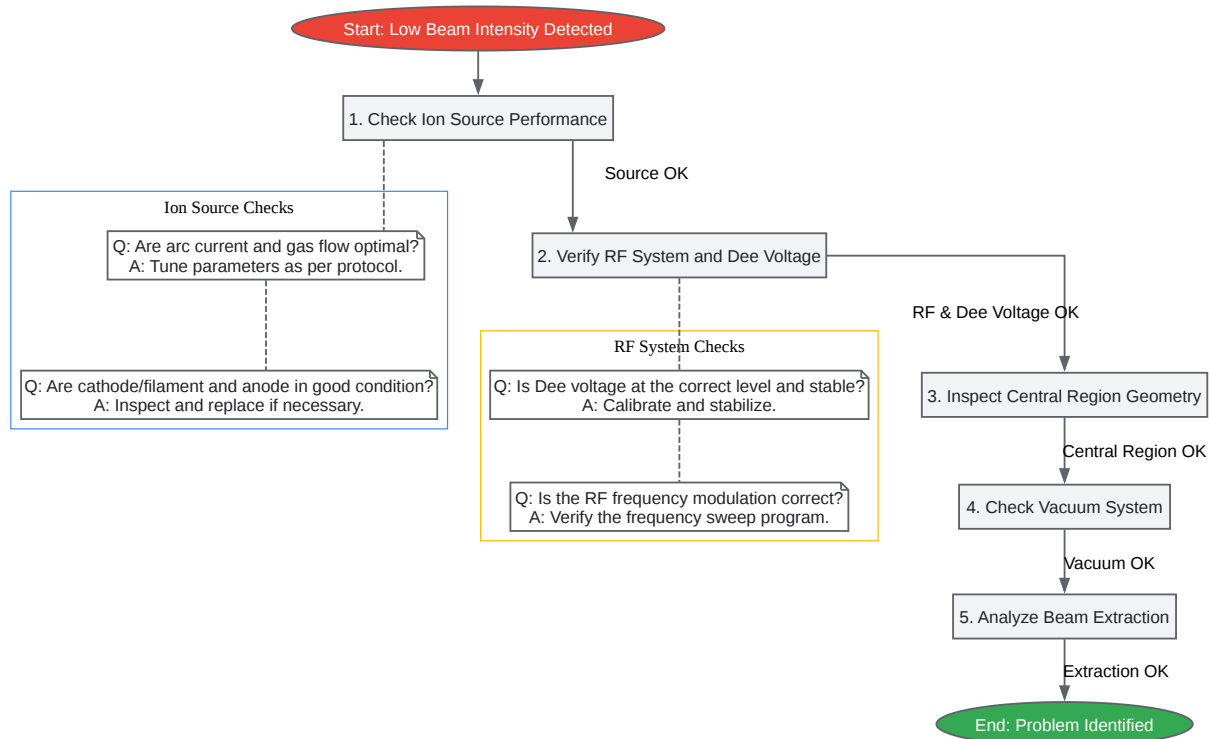 Start: Low Beam Intensity Detected
1. Check Ion Source Performance
Source OK
Ion Source Checks
Q: Are arc current and gas flow optimal?
A: Tune parameters as per protocol.
Q: Are cathode/filament and anode in good condition?
A: Inspect and replace if necessary.
2. Verify RF System and Dee Voltage
RF & Dee Voltage OK
RF System Checks
Q: Is Dee voltage at the correct level and stable?
A: Calibrate and stabilize.
Q: Is the RF frequency modulation correct?
A: Verify the frequency sweep program.
3. Inspect Central Region Geometry
Central Region OK
4. Check Vacuum System
Vacuum OK
5. Analyze Beam Extraction
Extraction OK
End: Problem Identified